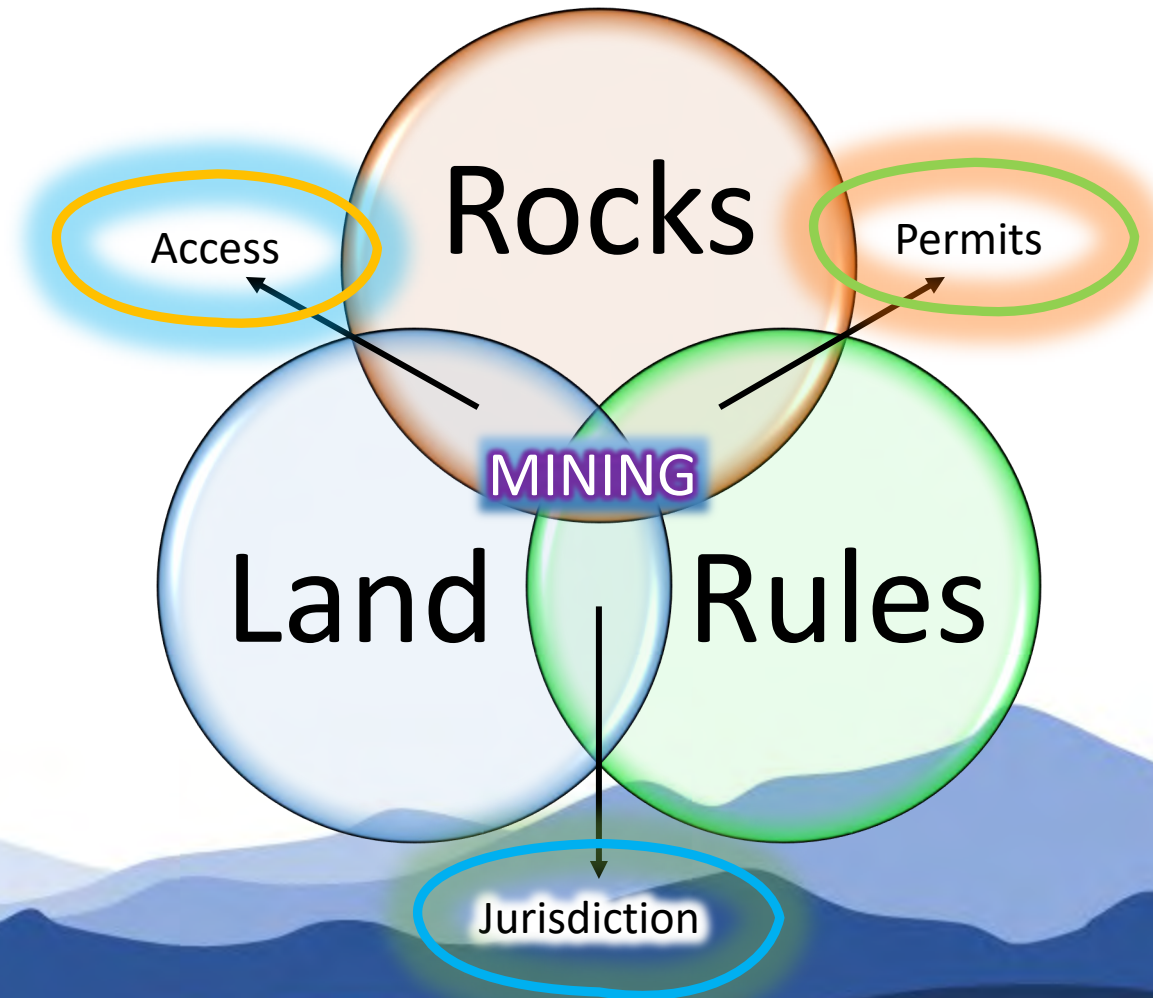 Rocks
Access
Permits
MINING
Land
Rules
Jurisdiction